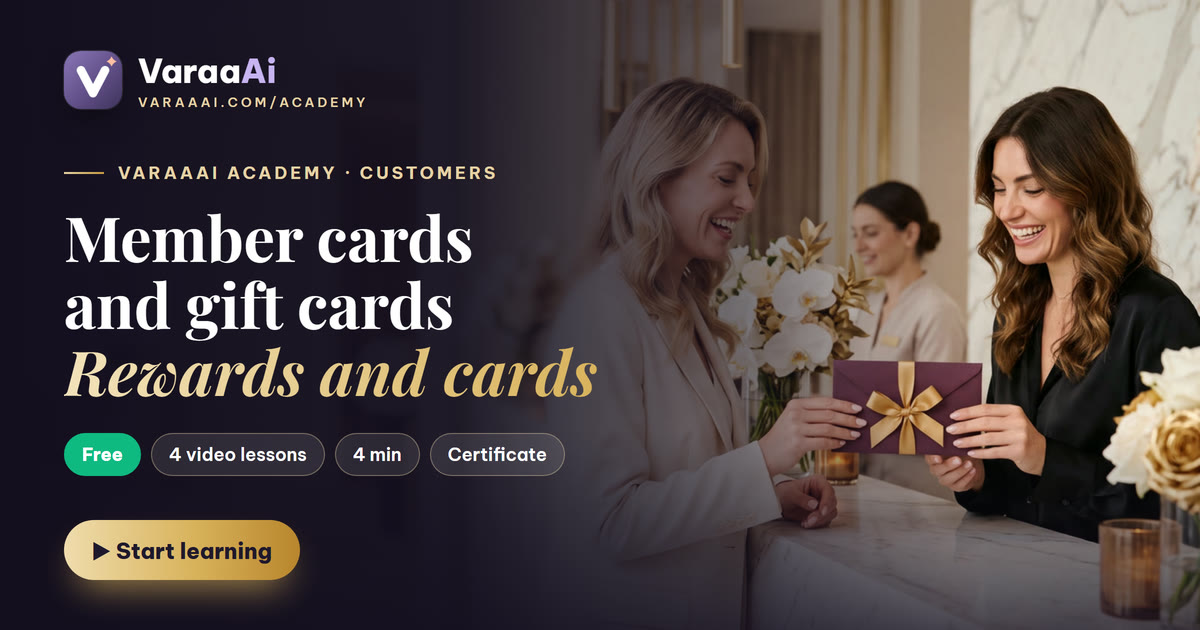 V
VaraaAi
VARAAAI.COM/ACADEMY
VARAAAI ACADEMY · CUSTOMERS
Member cards
and gift cards
Rewards and cards
Free
4 video lessons
4 min
Certificate
▶ Start learning